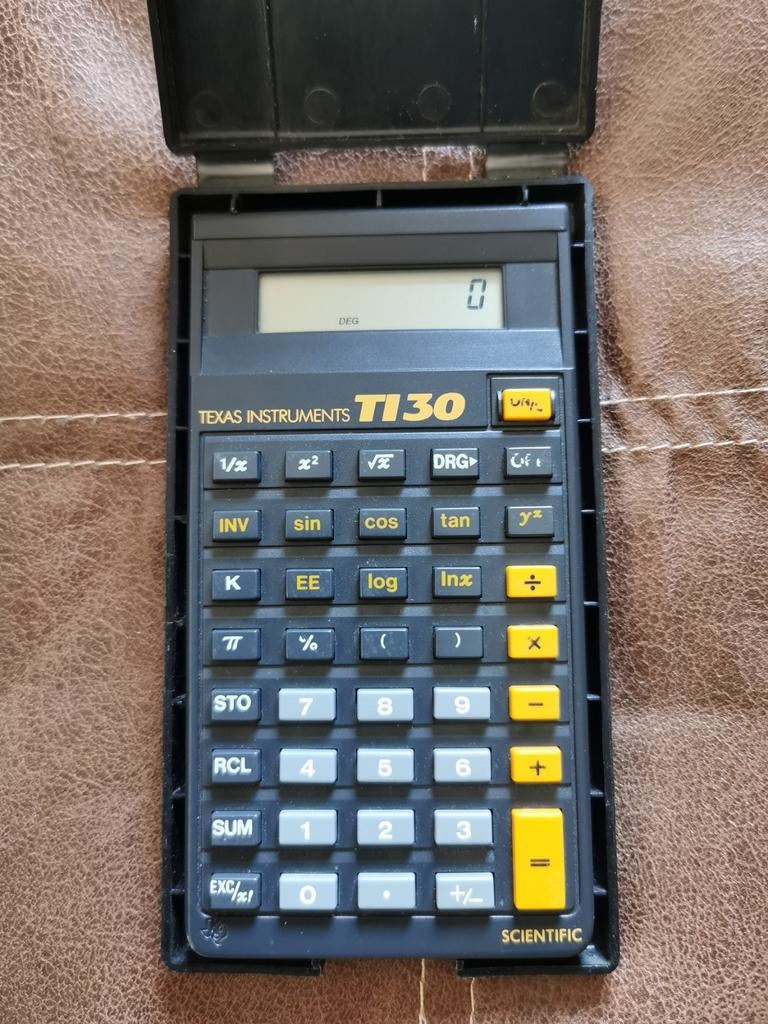 0
DEG
TEXAS INSTRUMENTS TI30
1/x x² √x DRG▸ OFF
INV sin cos tan yˣ
K EE log lnx ÷
π % ( ) ×
STO 7 8 9 −
RCL 4 5 6 +
SUM 1 2 3
EXC/x! 0 . +/− =
SCIENTIFIC